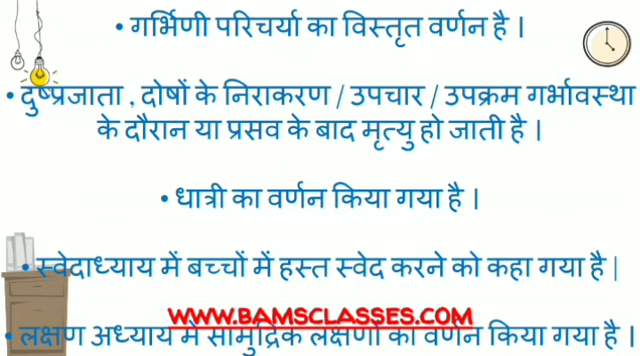 • गर्भिणी परिचर्या का विस्तृत वर्णन है ।
• दुष्प्रजाता , दोषों के निराकरण / उपचार / उपक्रम गर्भावस्था
के दौरान या प्रसव के बाद मृत्यु हो जाती है ।
• धात्री का वर्णन किया गया है ।
• स्वेदाध्याय में बच्चों में हस्त स्वेद करने को कहा गया है |
WWW.BAMSCLASSES.COM
• लक्षण अध्याय में सामुद्रिक लक्षणों का वर्णन किया गया है ।